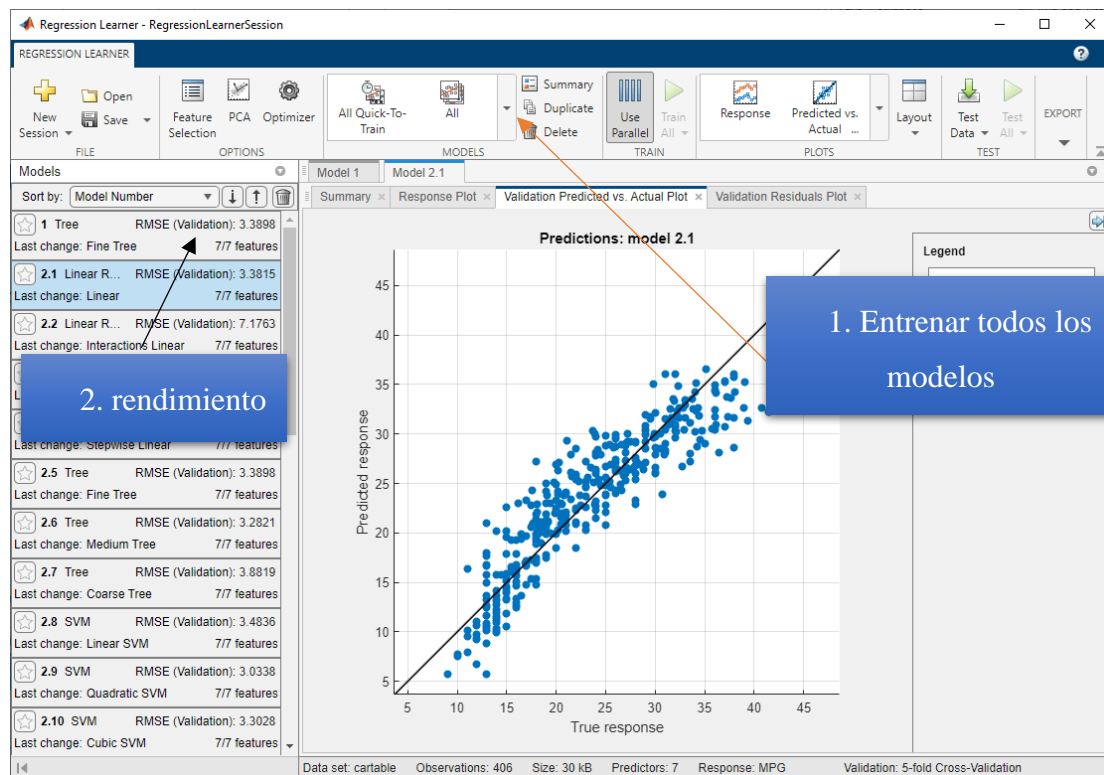 Regression Learner - RegressionLearnerSession
REGRESSION LEARNER
New Session
Open
Save
FILE
Feature Selection
PCA
Optimizer
OPTIONS
All Quick-To-Train
All
Summary
Duplicate
Delete
MODELS
Use Parallel
Train All
TRAIN
Response
Predicted vs. Actual ...
PLOTS
Layout
Test Data
Test All
TEST
EXPORT
Models
Sort by: Model Number
1 Tree RMSE (Validation): 3.3898
Last change: Fine Tree 7/7 features
2.1 Linear R... RMSE (Validation): 3.3815
Last change: Linear 7/7 features
2.2 Linear R... RMSE (Validation): 7.1763
Last change: Interactions Linear 7/7 features
2. rendimiento
Last change: Stepwise Linear 7/7 features
2.5 Tree RMSE (Validation): 3.3898
Last change: Fine Tree 7/7 features
2.6 Tree RMSE (Validation): 3.2821
Last change: Medium Tree 7/7 features
2.7 Tree RMSE (Validation): 3.8819
Last change: Coarse Tree 7/7 features
2.8 SVM RMSE (Validation): 3.4836
Last change: Linear SVM 7/7 features
2.9 SVM RMSE (Validation): 3.0338
Last change: Quadratic SVM 7/7 features
2.10 SVM RMSE (Validation): 3.3028
Last change: Cubic SVM 7/7 features
Model 1 Model 2.1
Summary Response Plot Validation Predicted vs. Actual Plot Validation Residuals Plot
Predictions: model 2.1
Legend
1. Entrenar todos los
modelos
Predicted response
45
40
35
30
25
20
15
10
5
5 10 15 20 25 30 35 40 45
True response
Data set: cartable Observations: 406 Size: 30 kB Predictors: 7 Response: MPG Validation: 5-fold Cross-Validation